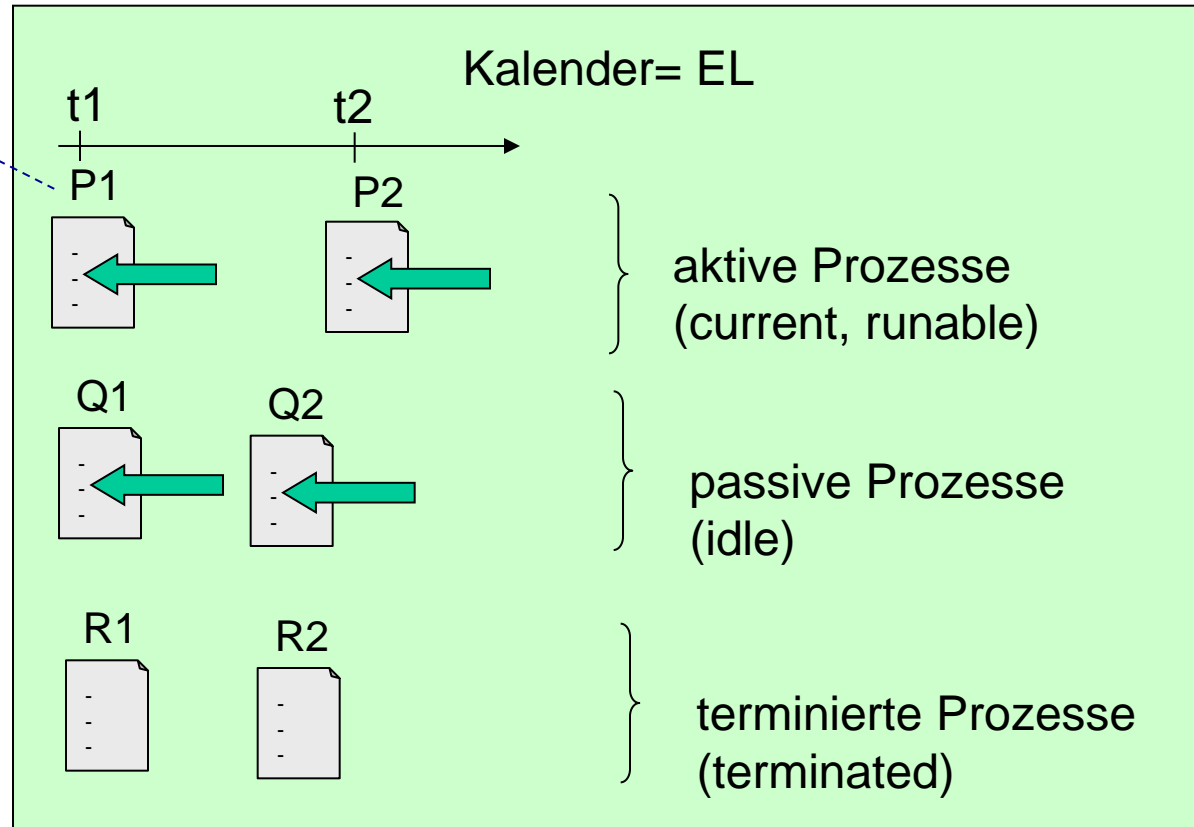 Kalender= EL
t1 t2
P1 P2
-
-
-
-
-
-
aktive Prozesse
(current, runable)
Q1 Q2
-
-
-
-
-
-
passive Prozesse
(idle)
R1 R2
-
-
-
-
-
-
terminierte Prozesse
(terminated)